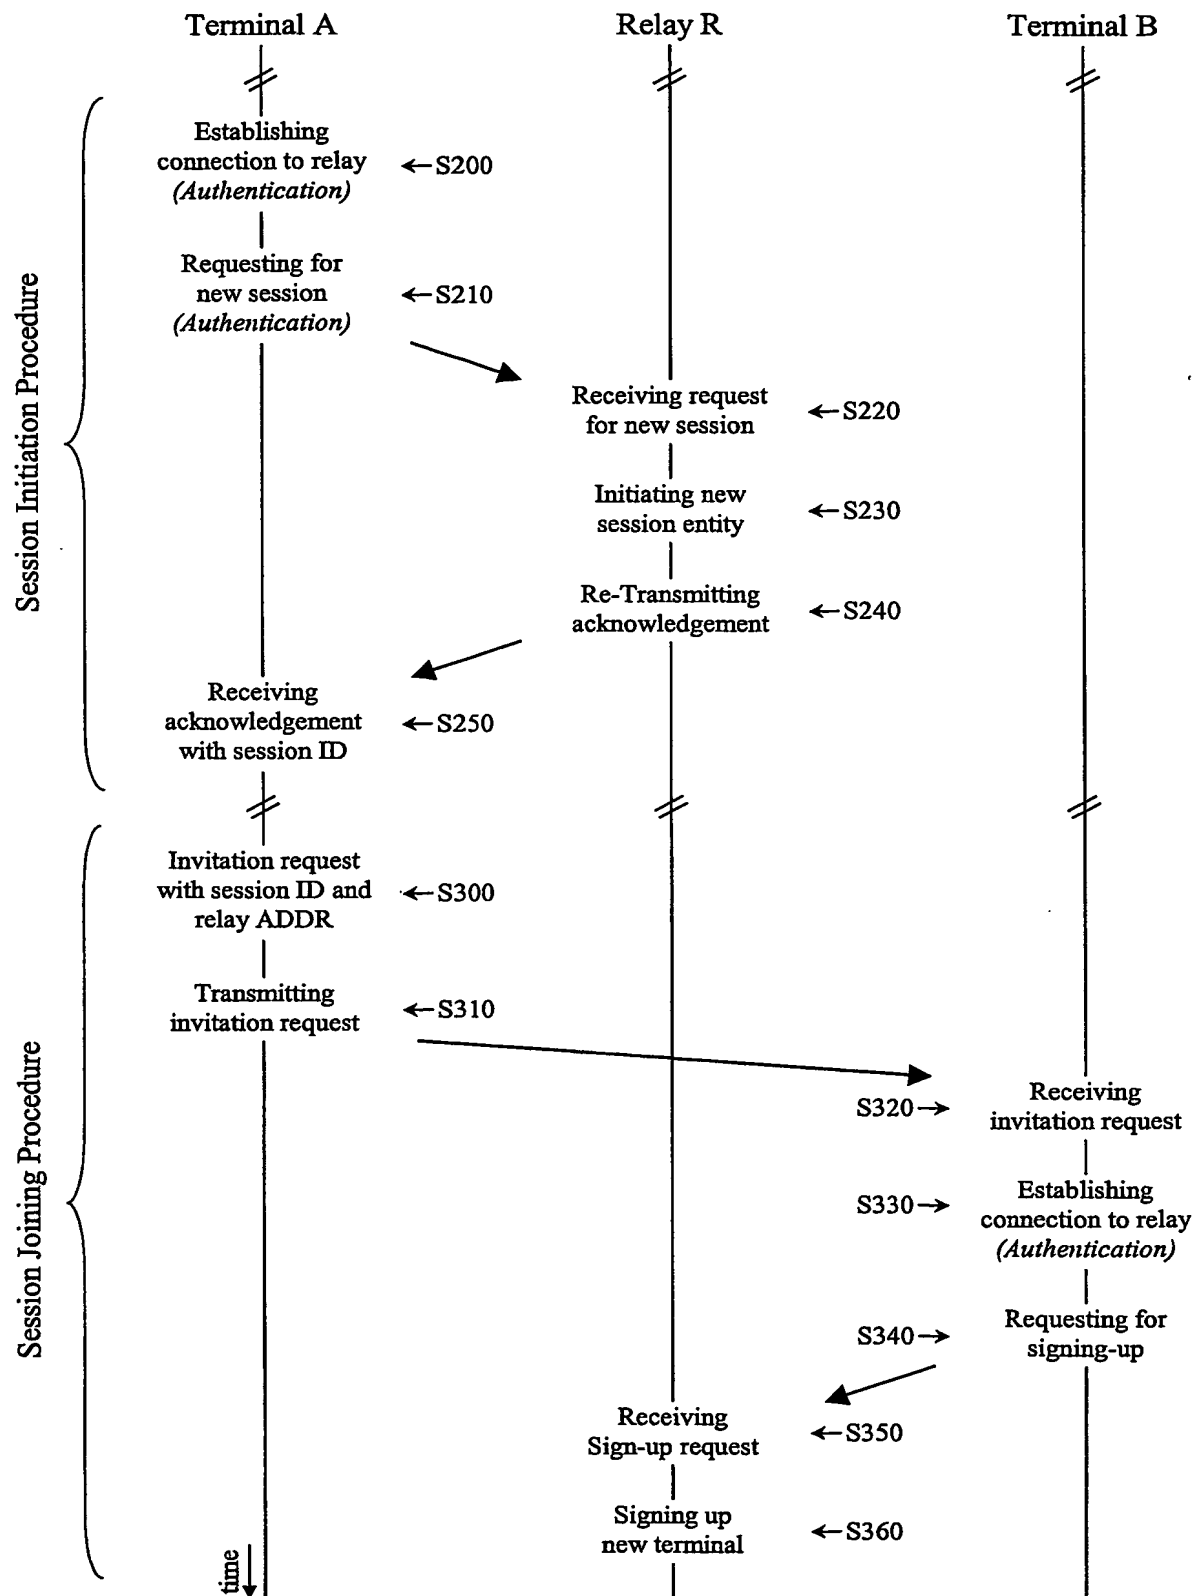 Terminal A
Relay R
Terminal B
Session Initiation Procedure
Establishing
connection to relay
(Authentication)
S200
Requesting for
new session
(Authentication)
S210
Receiving request
for new session
S220
Initiating new
session entity
S230
Re-Transmitting
acknowledgement
S240
Receiving
acknowledgement
with session ID
S250
Session Joining Procedure
Invitation request
with session ID and
relay ADDR
S300
Transmitting
invitation request
S310
S320
Receiving
invitation request
S330
Establishing
connection to relay
(Authentication)
S340
Requesting for
signing-up
Receiving
Sign-up request
S350
Signing up
new terminal
S360
time